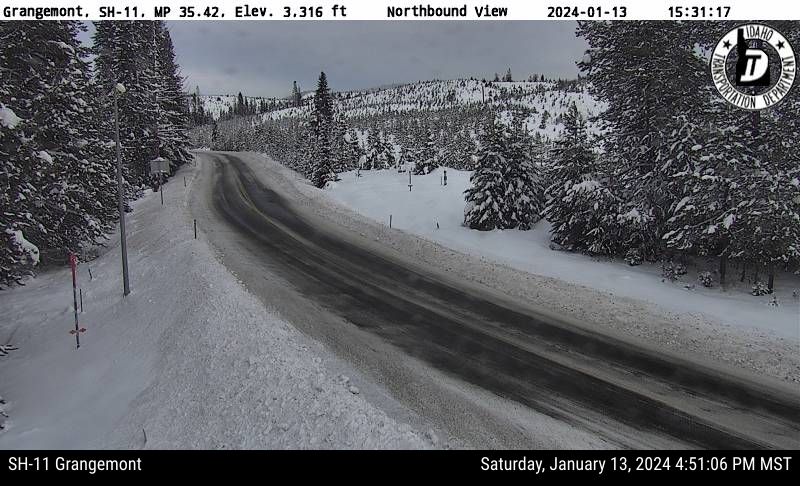 Grangemont, SH-11, MP 35.42, Elev. 3,316 ft Northbound View 2024-01-13 15:31:17
IDAHO
TRANSPORTATION DEPARTMENT
SH-11 Grangemont Saturday, January 13, 2024 4:51:06 PM MST